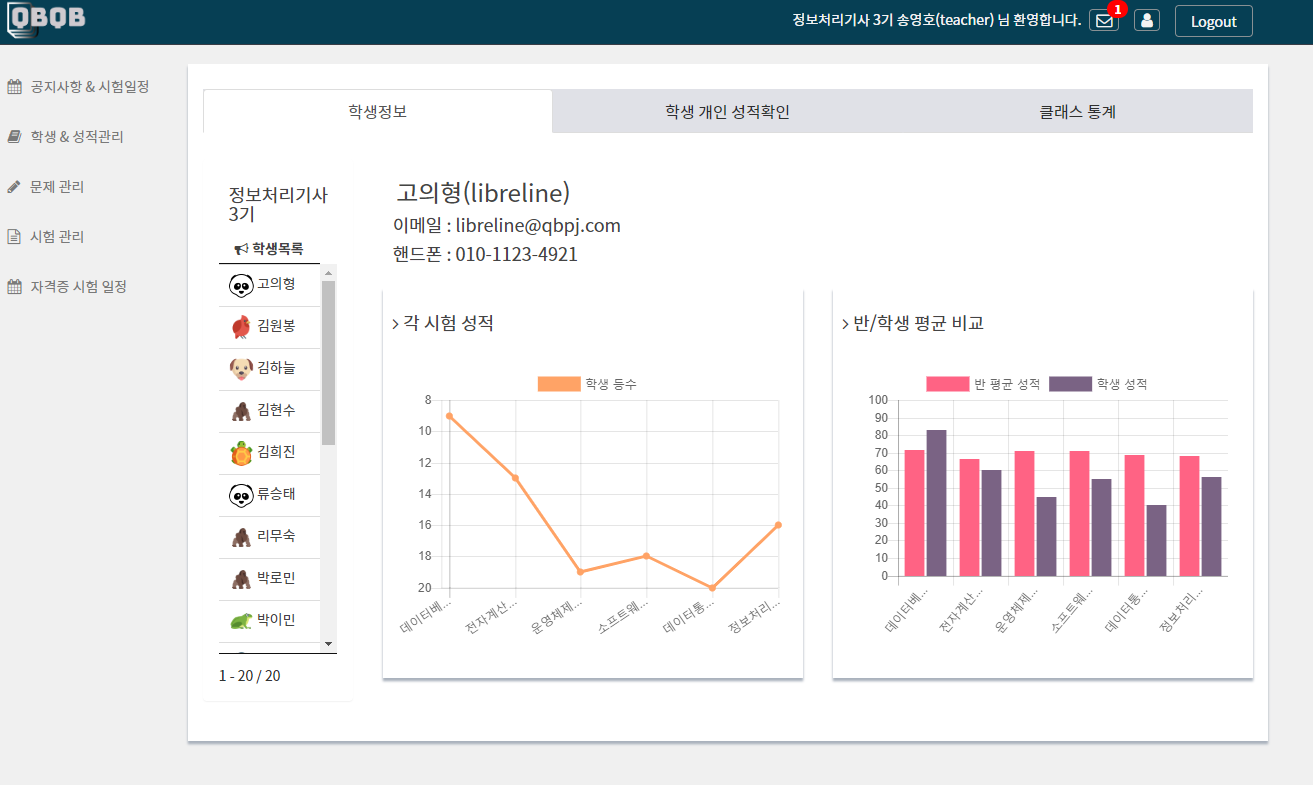 QBQB
정보처리기사 3기 송영호(teacher) 님 환영합니다.
1
Logout
공지사항 & 시험일정
학생 & 성적관리
문제 관리
시험 관리
자격증 시험 일정
학생정보
학생 개인 성적확인
클래스 통계
정보처리기사
3기
학생목록
고의형
김원봉
김하늘
김현수
김희진
류승태
리무숙
박로민
박이민
1 - 20 / 20
고의형(libreline)
이메일 : libreline@qbpj.com
핸드폰 : 010-1123-4921
각 시험 성적
학생 등수
8
10
12
14
16
18
20
데이터베...
전자계산...
운영체제...
소프트웨...
데이터통...
정보처리...
반/학생 평균 비교
반 평균 성적
학생 성적
100
90
80
70
60
50
40
30
20
10
0
데이터베...
전자계산...
운영체제...
소프트웨...
데이터통...
정보처리...